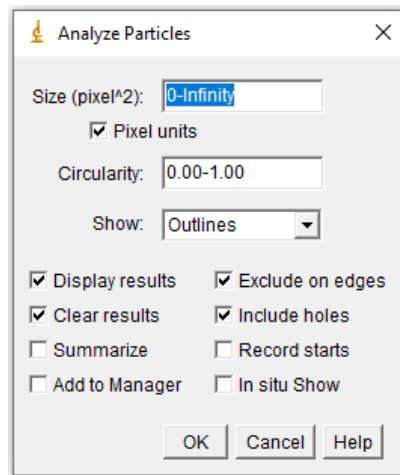 Analyze Particles
Size (pixel^2): 0-Infinity
Pixel units
Circularity: 0.00-1.00
Show: Outlines
Display results Exclude on edges
Clear results Include holes
Summarize Record starts
Add to Manager In situ Show
OK Cancel Help